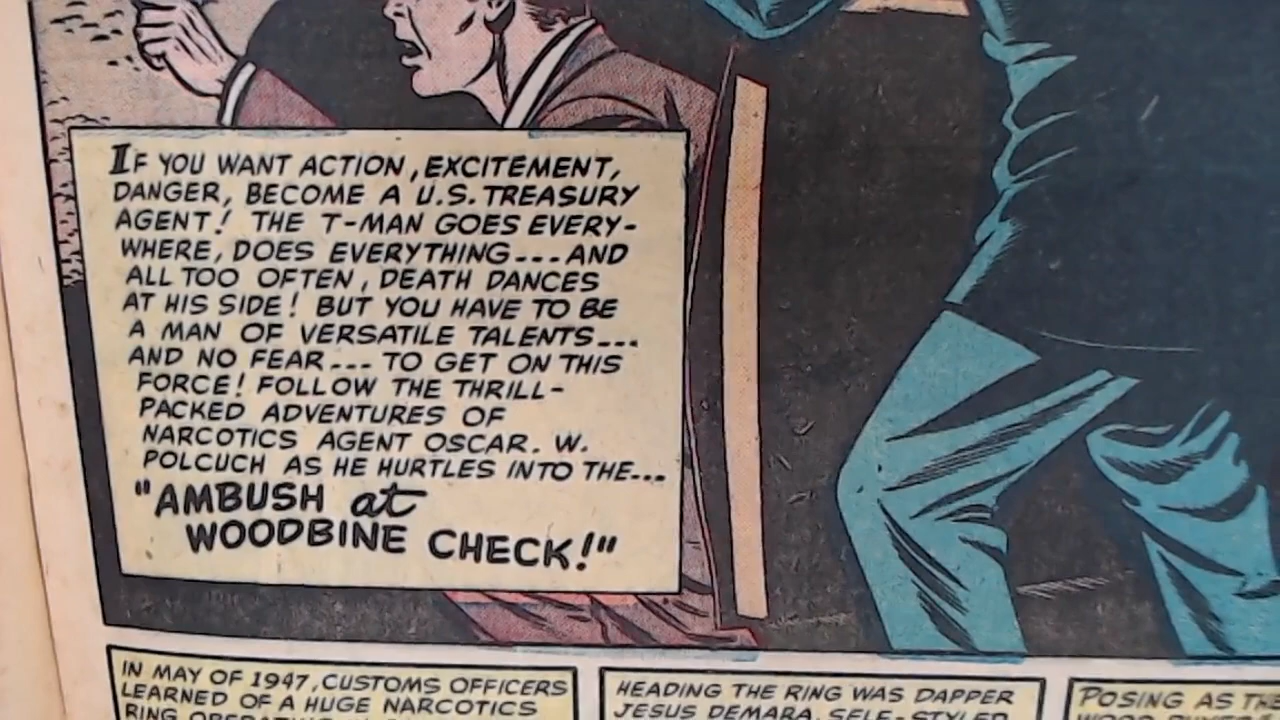 IF YOU WANT ACTION, EXCITEMENT,
DANGER, BECOME A U.S. TREASURY
AGENT! THE T-MAN GOES EVERY-
WHERE, DOES EVERYTHING---AND
ALL TOO OFTEN, DEATH DANCES
AT HIS SIDE! BUT YOU HAVE TO BE
A MAN OF VERSATILE TALENTS---
AND NO FEAR--- TO GET ON THIS
FORCE! FOLLOW THE THRILL-
PACKED ADVENTURES OF
NARCOTICS AGENT OSCAR. W.
POLCUCH AS HE HURTLES INTO THE---
"AMBUSH at
WOODBINE CHECK!"
IN MAY OF 1947, CUSTOMS OFFICERS
LEARNED OF A HUGE NARCOTICS
RING
HEADING THE RING WAS DAPPER
JESUS DEMARA, SELF-STYLED
POSING AS THE